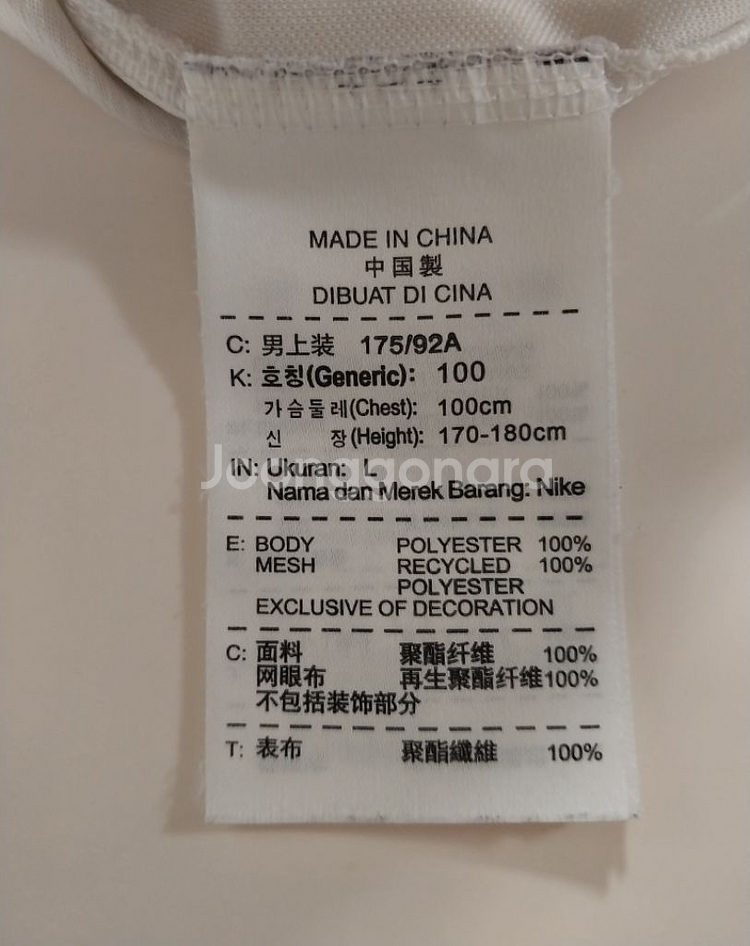 MADE IN CHINA
中国製
DIBUAT DI CINA
C: 男上装 175/92A
K: 호칭(Generic): 100
가슴둘레(Chest): 100cm
신 장(Height): 170-180cm
IN: Ukuran: L
Joonggonara
Nama dan Merek Barang: Nike
E: BODY POLYESTER 100%
MESH RECYCLED 100%
POLYESTER
EXCLUSIVE OF DECORATION
C: 面料 聚酯纤维 100%
网眼布 再生聚酯纤维100%
不包括装饰部分
T: 表布 聚酯纖維 100%